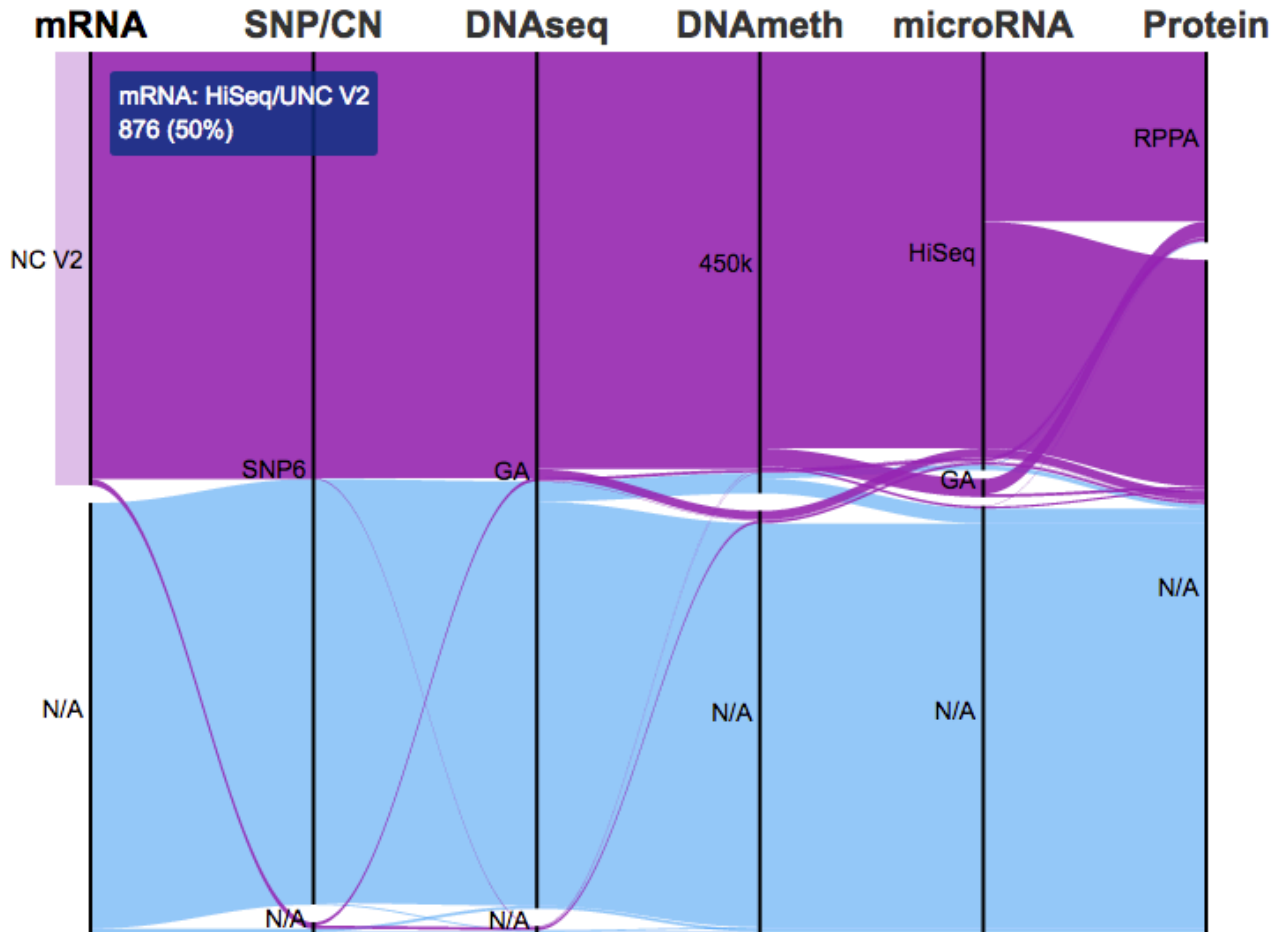 mRNA SNP/CN DNAseq DNAmeth microRNA Protein
mRNA: HiSeq/UNC V2
876 (50%)
RPPA
NC V2
450k
HiSeq
SNP6
GA
GA
N/A
N/A
N/A
N/A
N/A
N/A